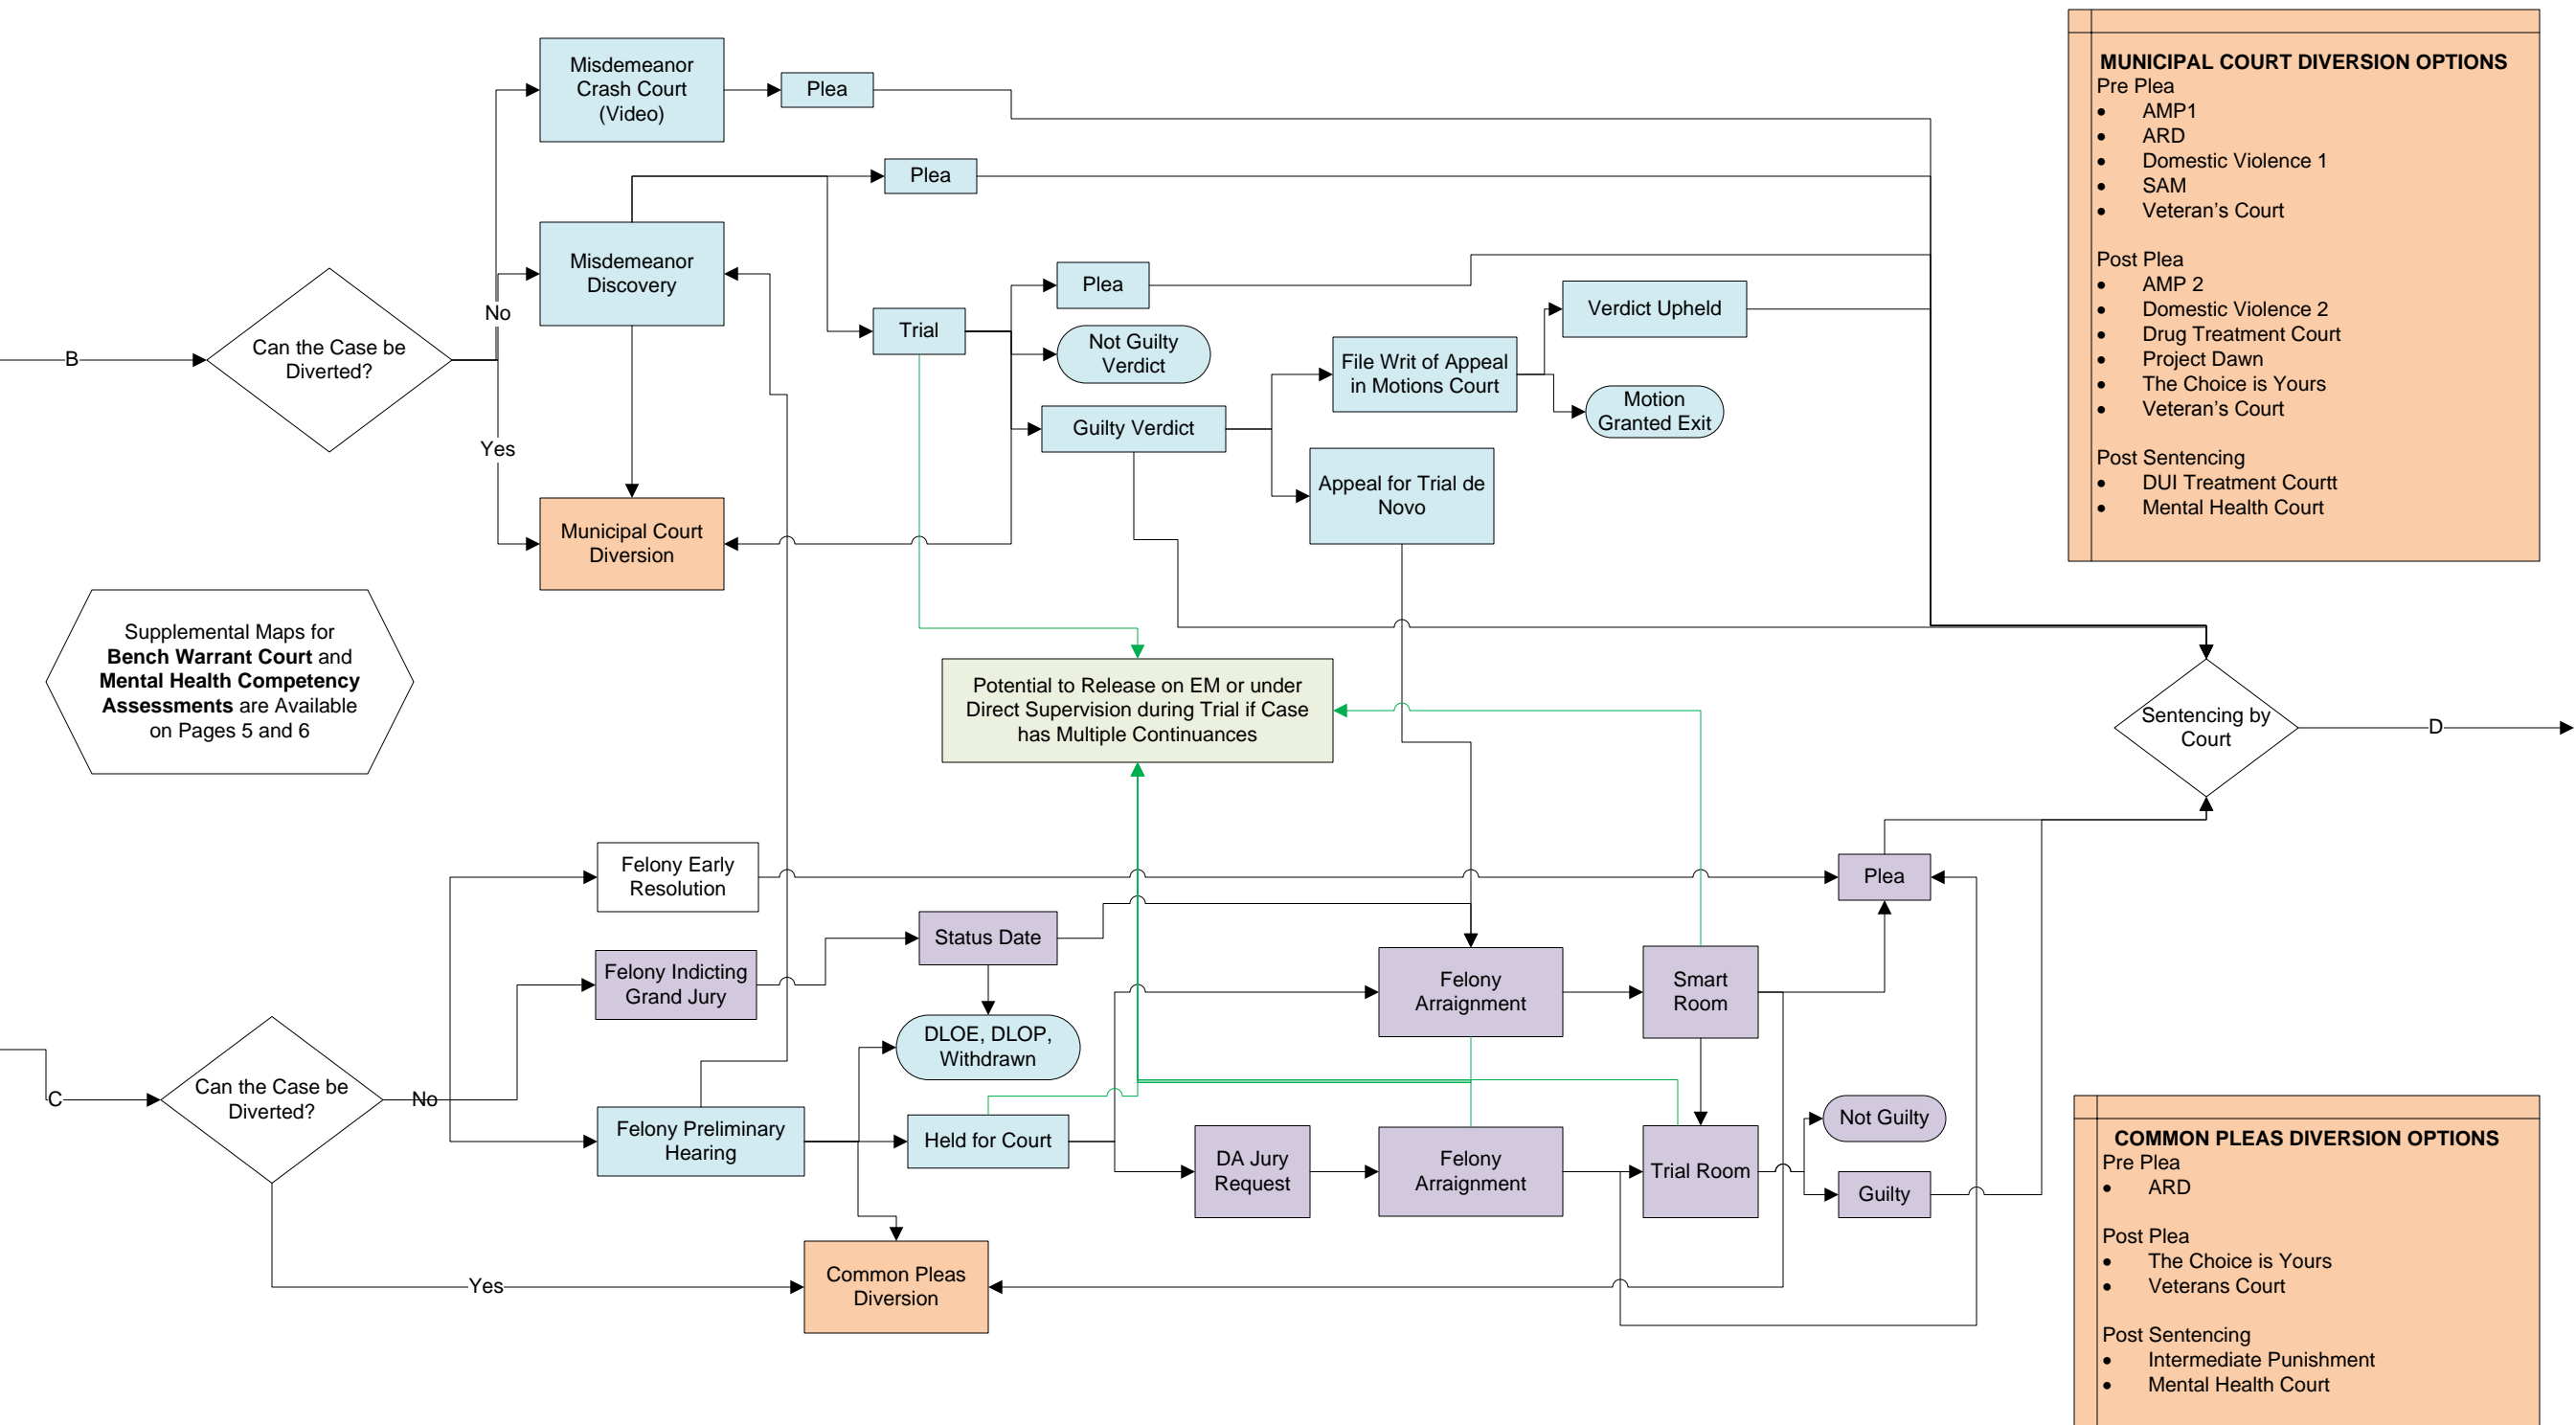 Misdemeanor
Crash Court
(Video)
Plea
Plea
Misdemeanor
Discovery
No
B
Can the Case be
Diverted?
Yes
Trial
Plea
Not Guilty
Verdict
Guilty Verdict
File Writ of Appeal
in Motions Court
Verdict Upheld
Motion
Granted Exit
Appeal for Trial de
Novo
Municipal Court
Diversion
MUNICIPAL COURT DIVERSION OPTIONS
Pre Plea
• AMP1
• ARD
• Domestic Violence 1
• SAM
• Veteran’s Court
Post Plea
• AMP 2
• Domestic Violence 2
• Drug Treatment Court
• Project Dawn
• The Choice is Yours
• Veteran’s Court
Post Sentencing
• DUI Treatment Courtt
• Mental Health Court
Supplemental Maps for
Bench Warrant Court and
Mental Health Competency
Assessments are Available
on Pages 5 and 6
Potential to Release on EM or under
Direct Supervision during Trial if Case
has Multiple Continuances
Sentencing by
Court
D
Felony Early
Resolution
Plea
Felony Indicting
Grand Jury
Status Date
DLOE, DLOP,
Withdrawn
Felony
Arraignment
Smart
Room
C
Can the Case be
Diverted?
No
Yes
Felony Preliminary
Hearing
Held for Court
DA Jury
Request
Felony
Arraignment
Trial Room
Not Guilty
Guilty
Common Pleas
Diversion
COMMON PLEAS DIVERSION OPTIONS
Pre Plea
• ARD
Post Plea
• The Choice is Yours
• Veterans Court
Post Sentencing
• Intermediate Punishment
• Mental Health Court